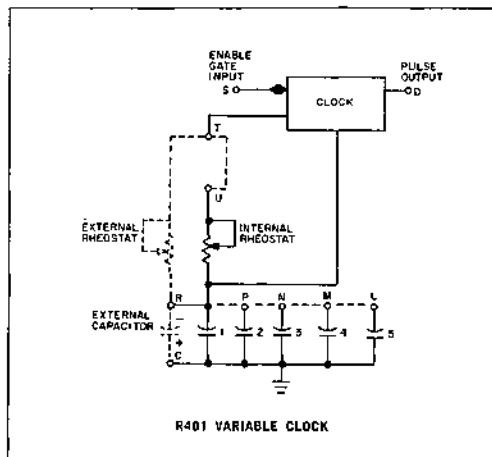 ENABLE
GATE
INPUT
S
PULSE
OUTPUT
D
CLOCK
T
U
EXTERNAL
RHEOSTAT
INTERNAL
RHEOSTAT
R
P
N
M
L
EXTERNAL
CAPACITOR
-
+
1
2
3
4
5
C
R401 VARIABLE CLOCK